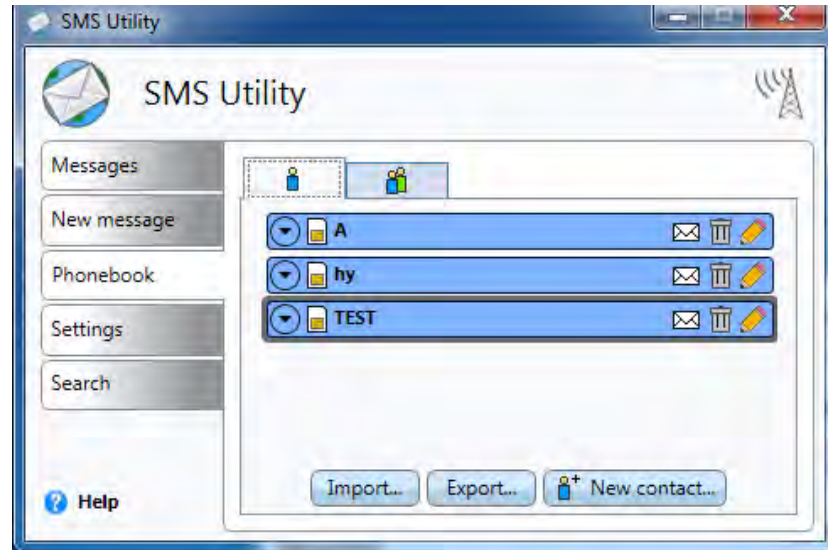 SMS Utility
SMS Utility
Messages
New message
Phonebook
Settings
Search
Help
A
hy
TEST
Import...
Export...
New contact...